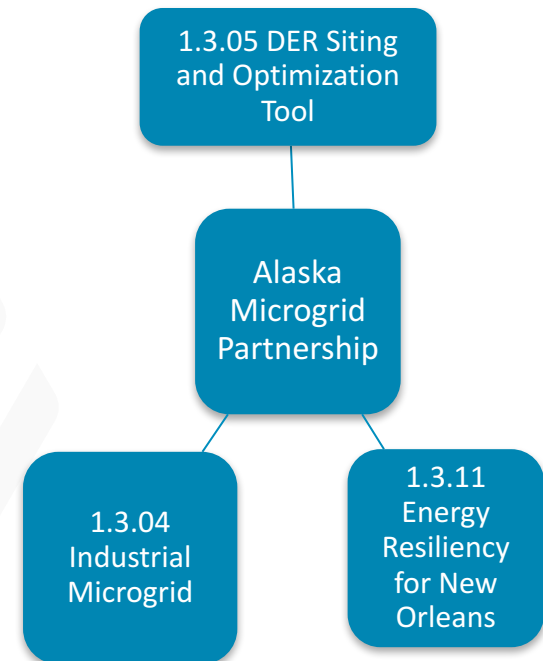 1.3.05 DER Siting
and Optimization
Tool
Alaska
Microgrid
Partnership
1.3.04
Industrial
Microgrid
1.3.11
Energy
Resiliency
for New
Orleans